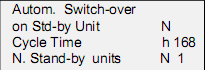 Autom. Switch-over
on Std-by Unit N
Cycle Time h 168
N. Stand-by units N 1